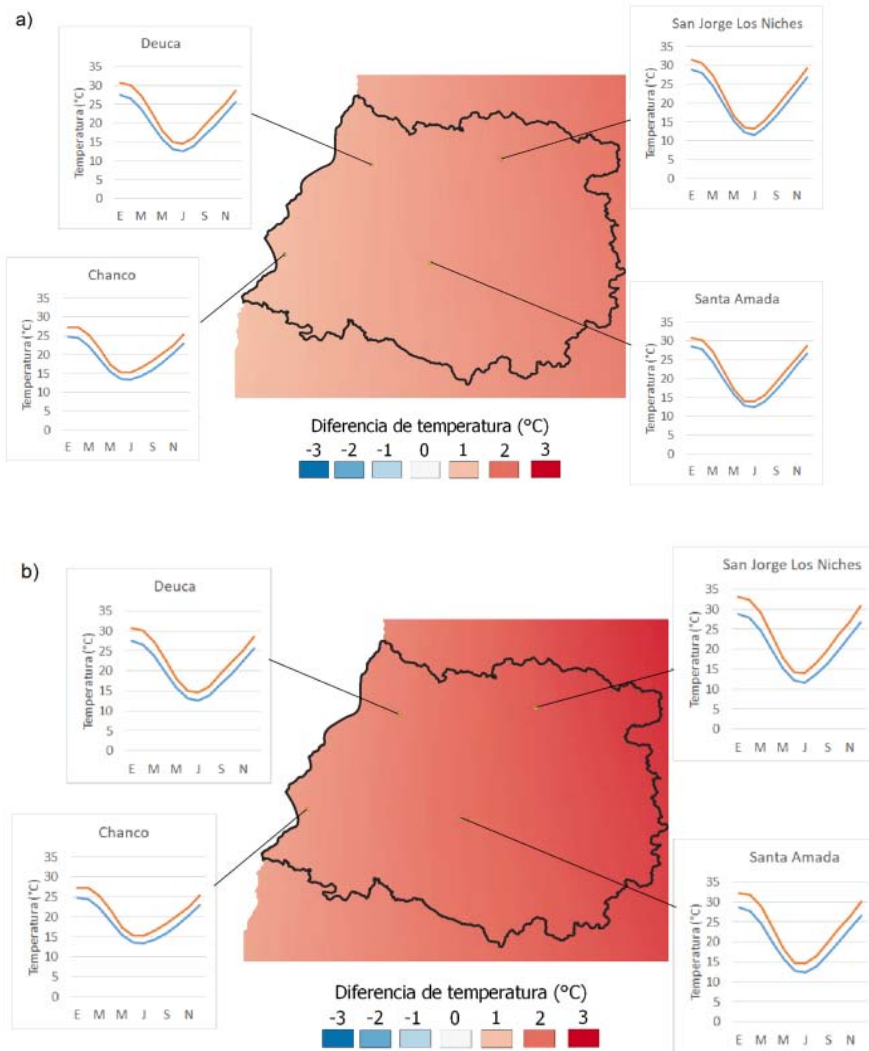 a)
Deuca
Temperatura (°C)
35
30
25
20
15
10
5
0
E M M J S N
San Jorge Los Niches
Temperatura (°C)
35
30
25
20
15
10
5
0
E M M J S N
Chanco
Temperatura (°C)
35
30
25
20
15
10
5
0
E M M J S N
Santa Amada
Temperatura (°C)
35
30
25
20
15
10
5
0
E M M J S N
Diferencia de temperatura (°C)
-3 -2 -1 0 1 2 3
b)
Deuca
Temperatura (°C)
35
30
25
20
15
10
5
0
E M M J S N
San Jorge Los Niches
Temperatura (°C)
35
30
25
20
15
10
5
0
E M M J S N
Chanco
Temperatura (°C)
35
30
25
20
15
10
5
0
E M M J S N
Santa Amada
Temperatura (°C)
35
30
25
20
15
10
5
0
E M M J S N
Diferencia de temperatura (°C)
-3 -2 -1 0 1 2 3